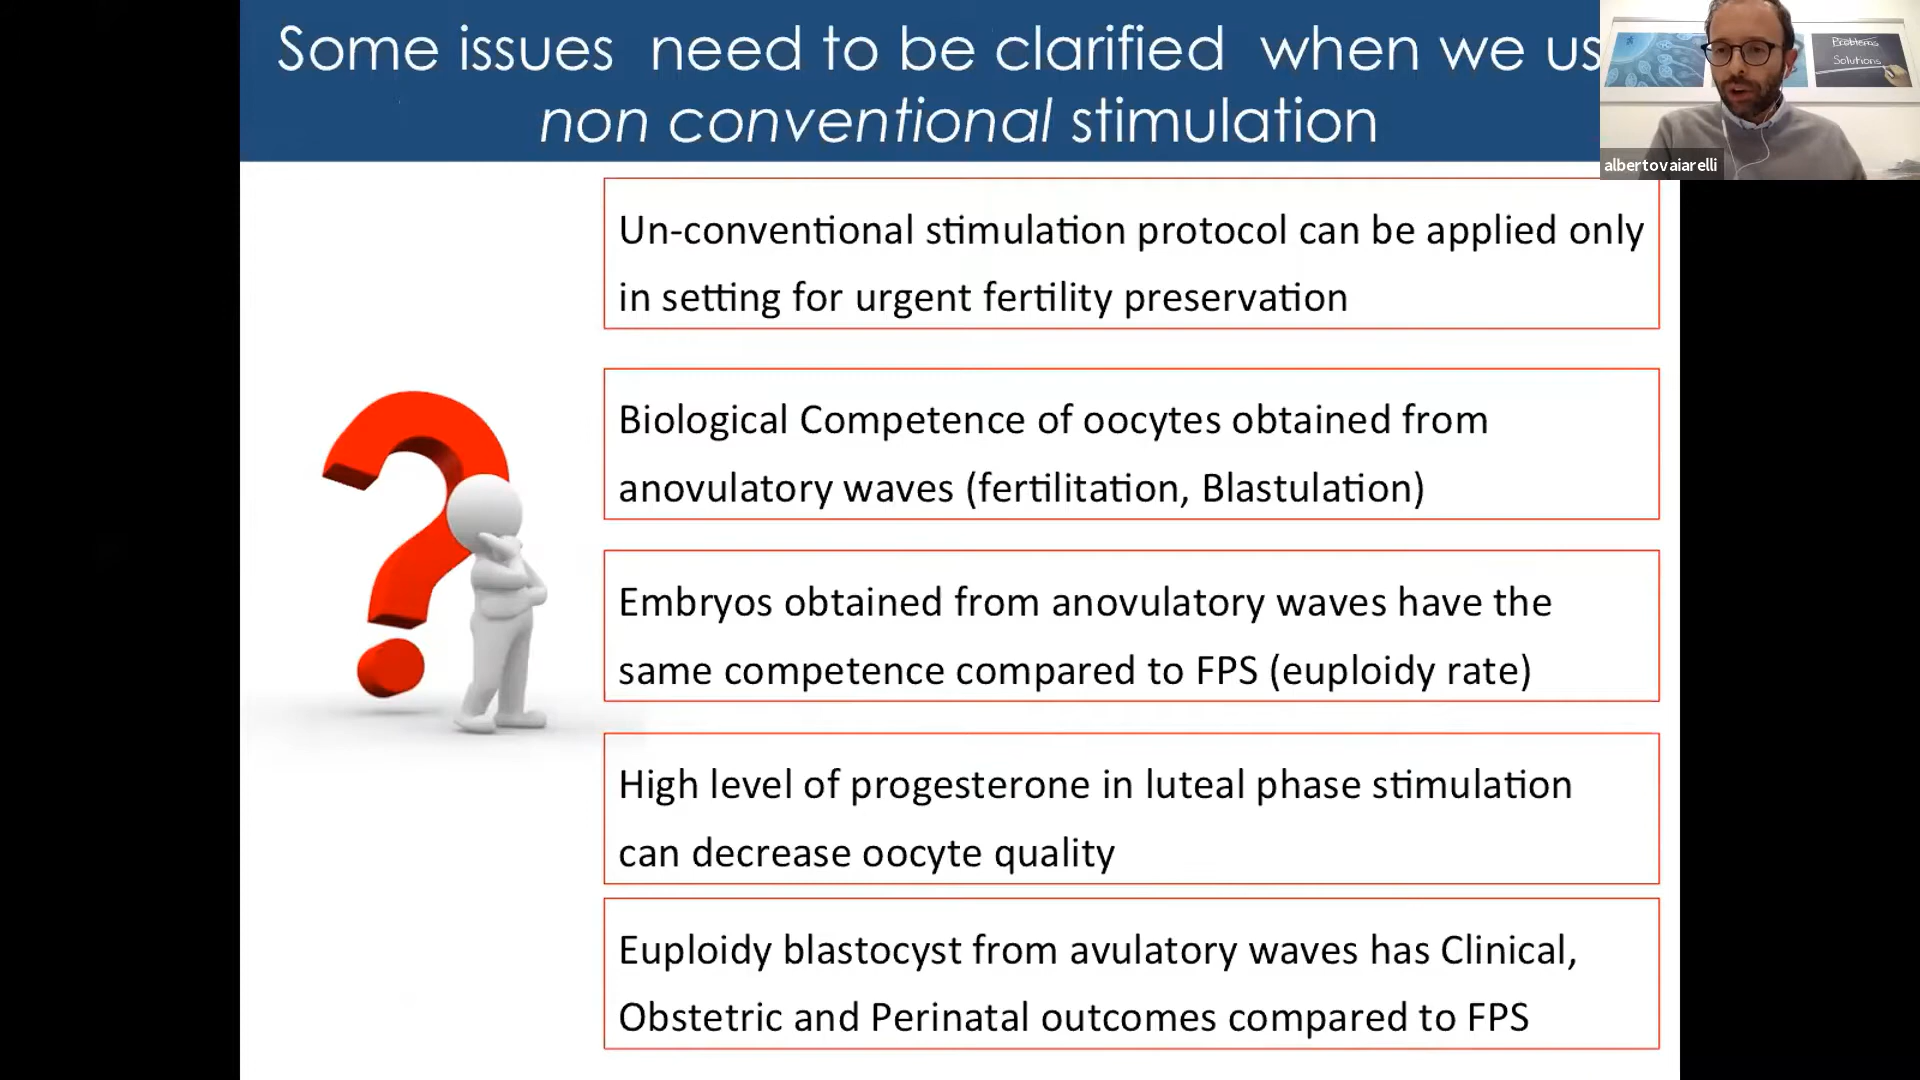 Some issues need to be clarified when we us
non conventional stimulation
Problems
Solutions
albertovaiarelli
Un-conventional stimulation protocol can be applied only
in setting for urgent fertility preservation
Biological Competence of oocytes obtained from
anovulatory waves (fertilitation, Blastulation)
Embryos obtained from anovulatory waves have the
same competence compared to FPS (euploidy rate)
High level of progesterone in luteal phase stimulation
can decrease oocyte quality
Euploidy blastocyst from avulatory waves has Clinical,
Obstetric and Perinatal outcomes compared to FPS